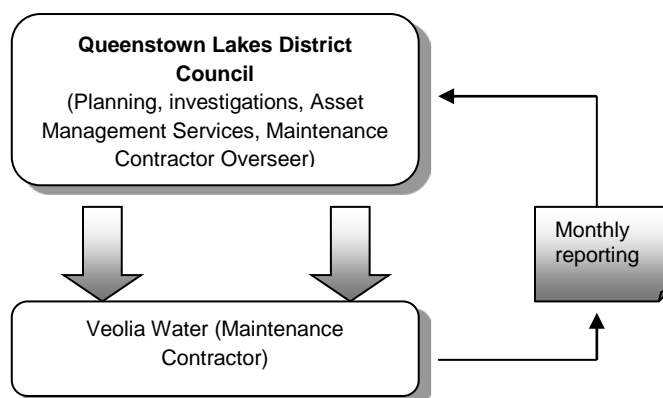 Queenstown Lakes District
Council
(Planning, investigations, Asset
Management Services, Maintenance
Contractor Overseer)
Monthly
reporting
Veolia Water (Maintenance
Contractor)